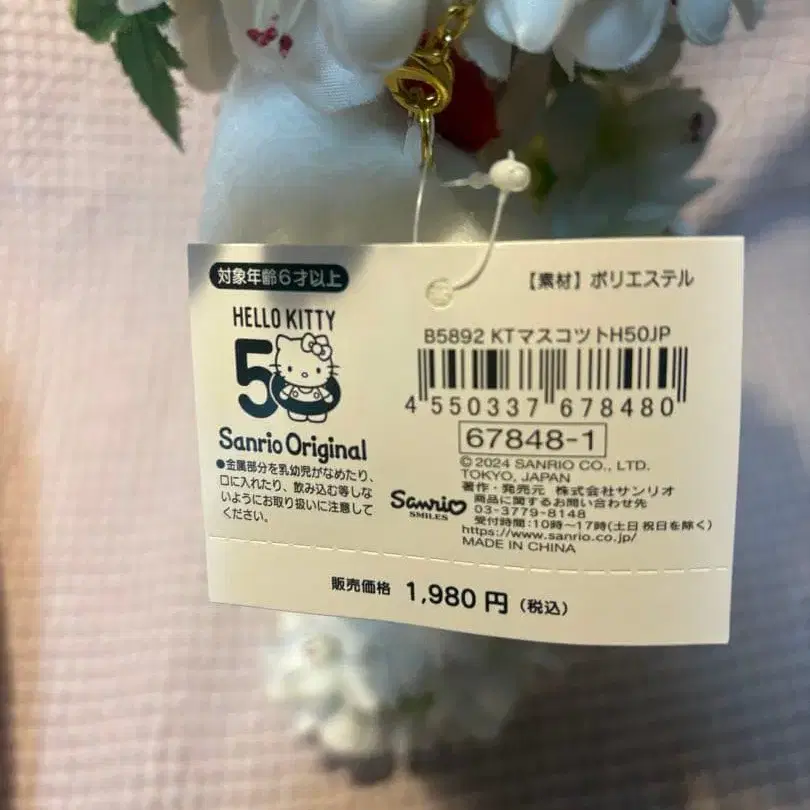 対象年齢6才以上
HELLO KITTY
50
Sanrio Original
●金属部分を乳幼児がなめたり、
口に入れたり、飲み込む等しな
いようにお取り扱いに注意して
ください。
【素材】ポリエステル
B5892 KTマスコットH50JP
4 550337 678480
67848-1
©2024 SANRIO CO., LTD.
TOKYO, JAPAN
著作・発売元 株式会社サンリオ
Sanrio
SMILES
商品に関するお問い合わせ先
03-3779-8148
受付時間：10時～17時(土日祝日を除く)
https://www.sanrio.co.jp/
MADE IN CHINA
販売価格 1,980円（税込）